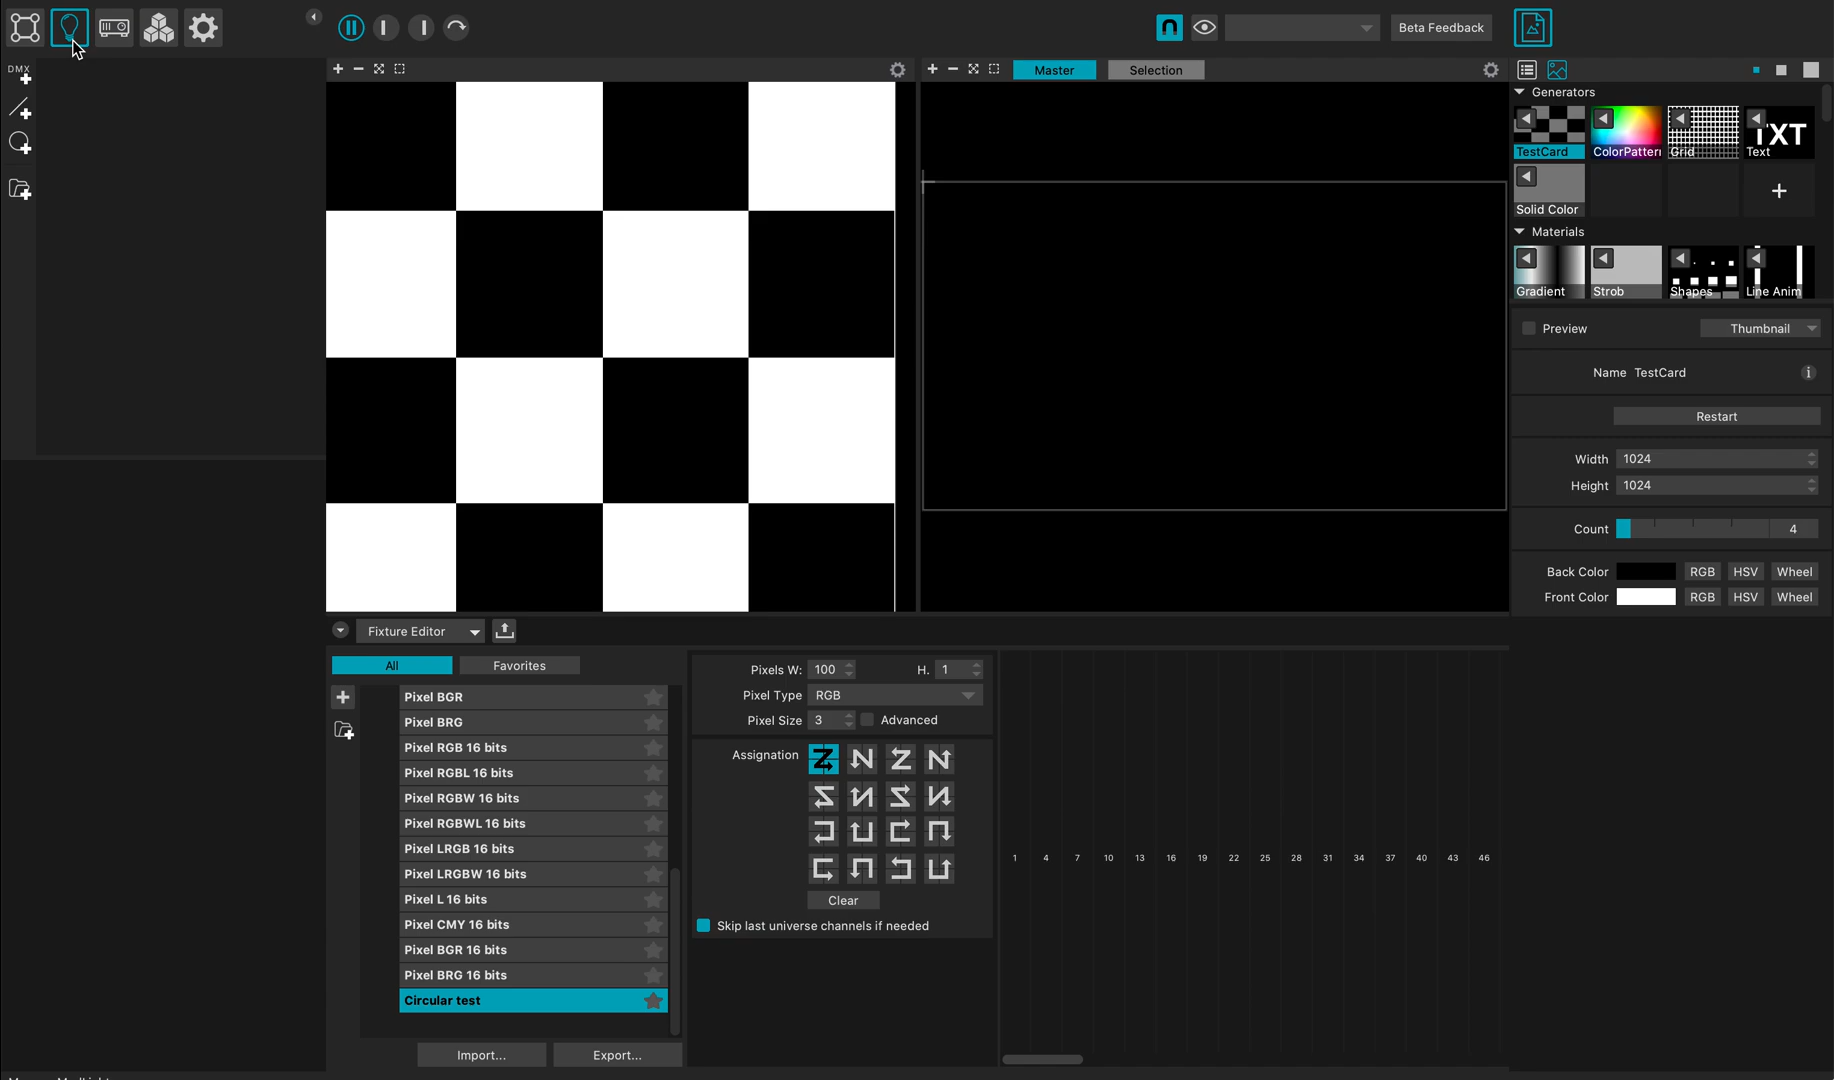 Beta Feedback
DMX
Master
Selection
Generators
TestCard
ColorPattern
Grid
TXT
Text
Solid Color
Materials
Gradient
Strob
Shapes
Line Anim
Preview
Thumbnail
Name TestCard
Restart
Width 1024
Height 1024
Count 4
Back Color RGB HSV Wheel
Front Color RGB HSV Wheel
Fixture Editor
All
Favorites
Pixel BGR
Pixel BRG
Pixel RGB 16 bits
Pixel RGBL 16 bits
Pixel RGBW 16 bits
Pixel RGBWL 16 bits
Pixel LRGB 16 bits
Pixel LRGBW 16 bits
Pixel L 16 bits
Pixel CMY 16 bits
Pixel BGR 16 bits
Pixel BRG 16 bits
Circular test
Import...
Export...
Pixels W: 100 H. 1
Pixel Type RGB
Pixel Size 3 Advanced
Assignation
Clear
Skip last universe channels if needed
1 4 7 10 13 16 19 22 25 28 31 34 37 40 43 46